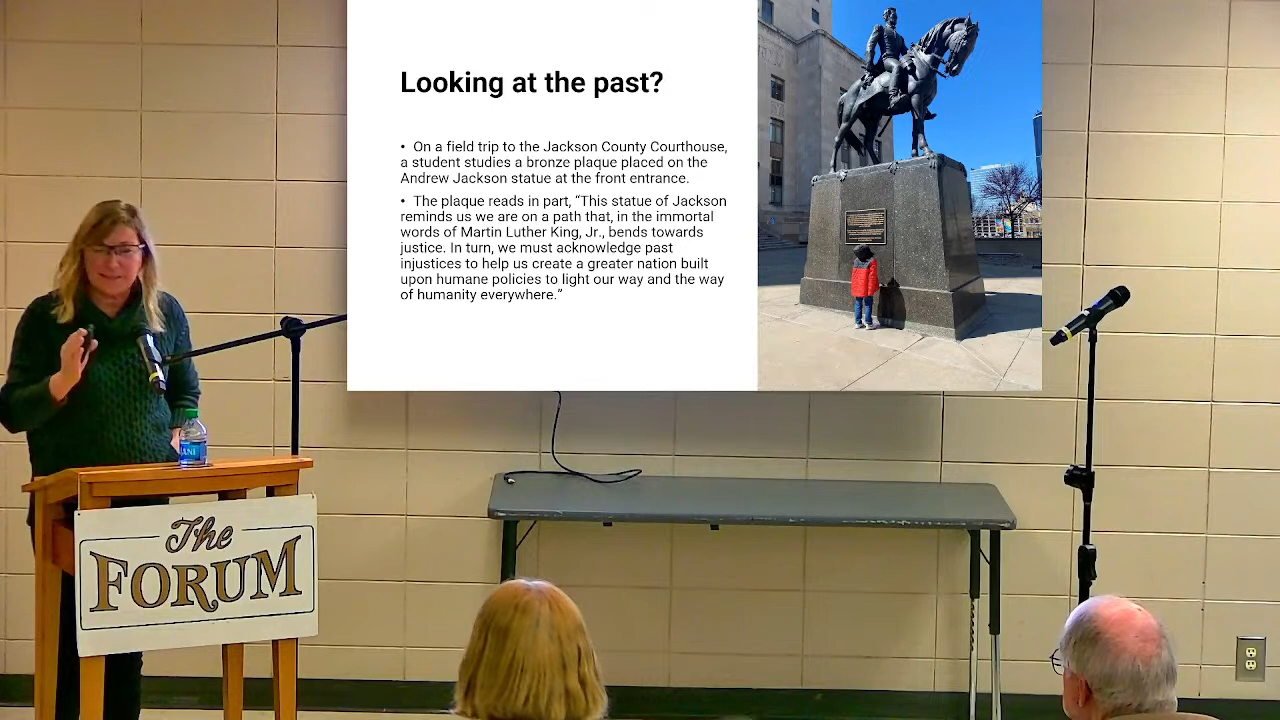 Looking at the past?
• On a field trip to the Jackson County Courthouse,
a student studies a bronze plaque placed on the
Andrew Jackson statue at the front entrance.
• The plaque reads in part, “This statue of Jackson
reminds us we are on a path that, in the immortal
words of Martin Luther King, Jr., bends towards
justice. In turn, we must acknowledge past
injustices to help us create a greater nation built
upon humane policies to light our way and the way
of humanity everywhere.”
The
FORUM